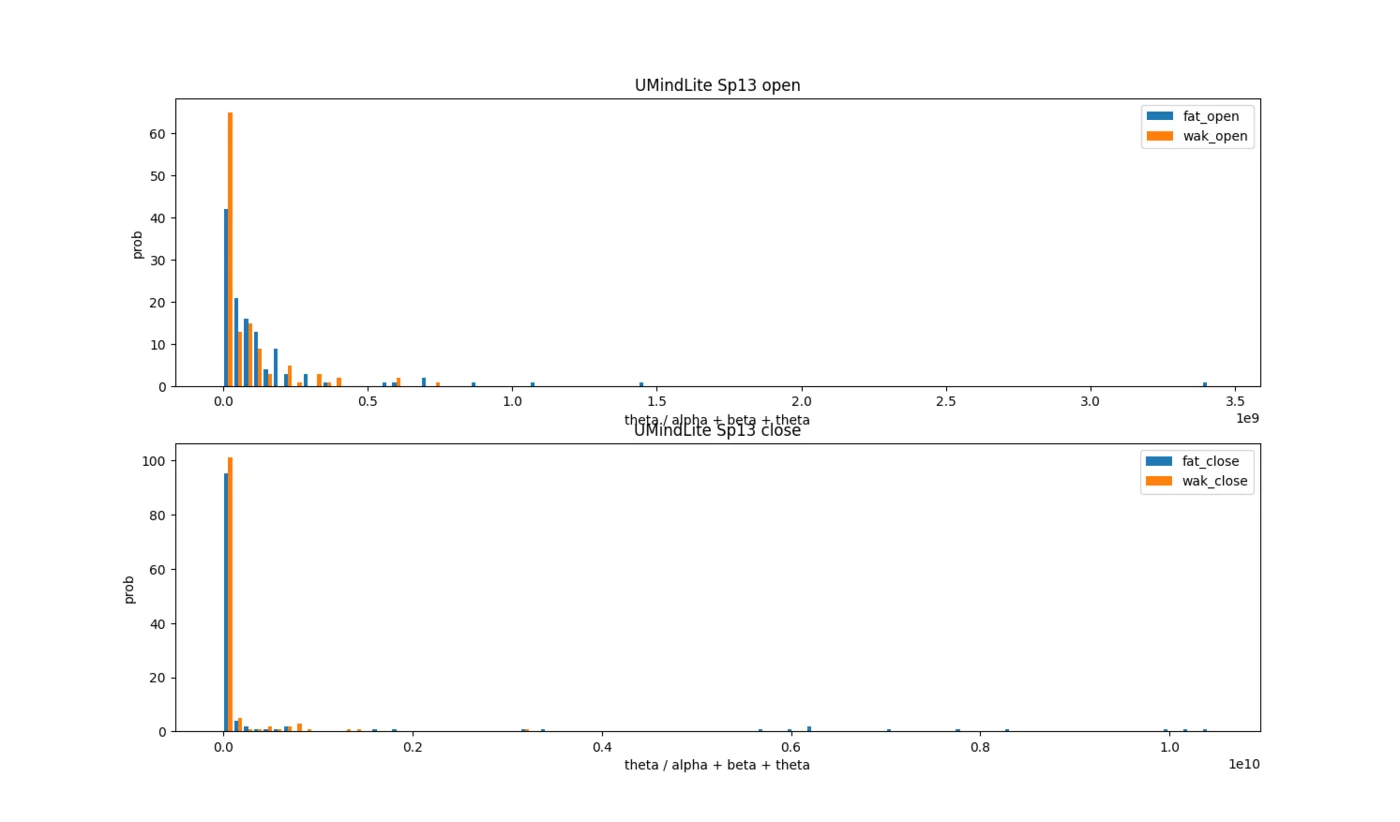 UMindLite Sp13 open
fat_open
wak_open
prob
60
50
40
30
20
10
0
0.0 0.5 1.0 1.5 2.0 2.5 3.0 3.5
1e9
theta / alpha + beta + theta
UMindLite Sp13 close
fat_close
wak_close
prob
100
80
60
40
20
0
0.0 0.2 0.4 0.6 0.8 1.0
1e10
theta / alpha + beta + theta